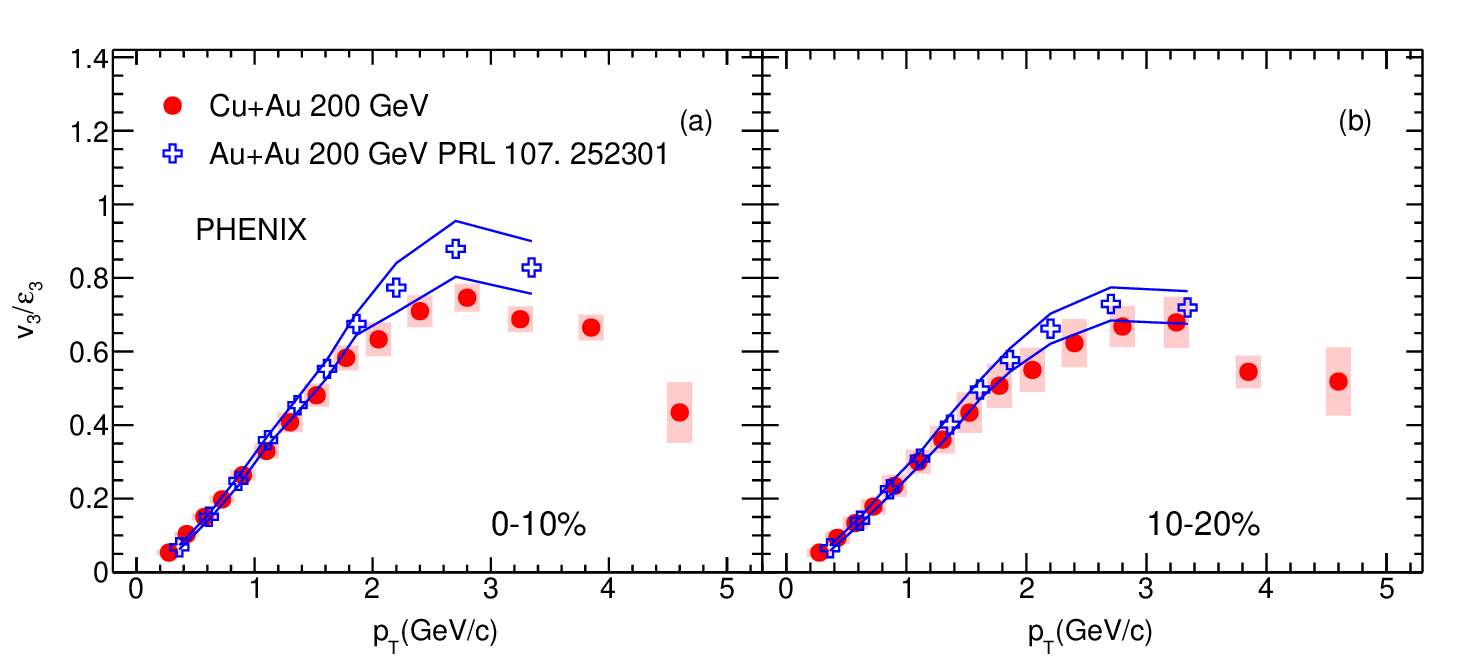 1.4
1.2
1
0.8
0.6
0.4
0.2
0
v3/ε3
Cu+Au 200 GeV
Au+Au 200 GeV PRL 107. 252301
PHENIX
(a)
0-10%
0 1 2 3 4 5
pT(GeV/c)
(b)
10-20%
0 1 2 3 4 5
pT(GeV/c)